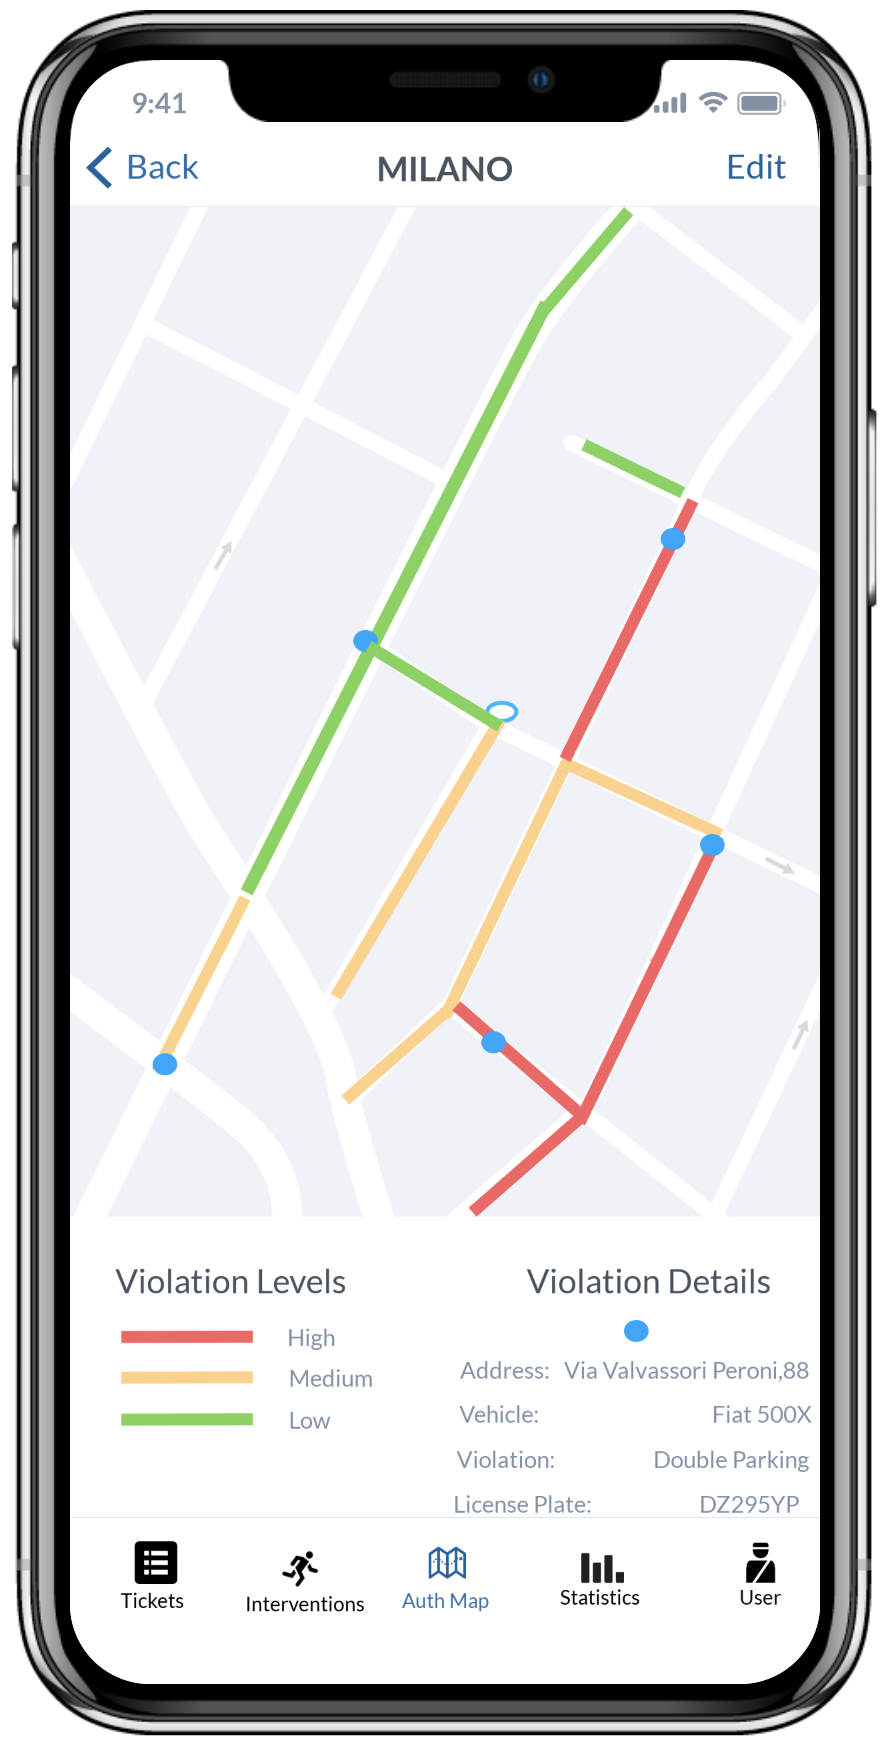 9:41
Back
MILANO
Edit
Violation Levels
Violation Details
High
Medium
Low
Address: Via Valvassori Peroni,88
Vehicle: Fiat 500X
Violation: Double Parking
License Plate: DZ295YP
Tickets
Interventions
Auth Map
Statistics
User